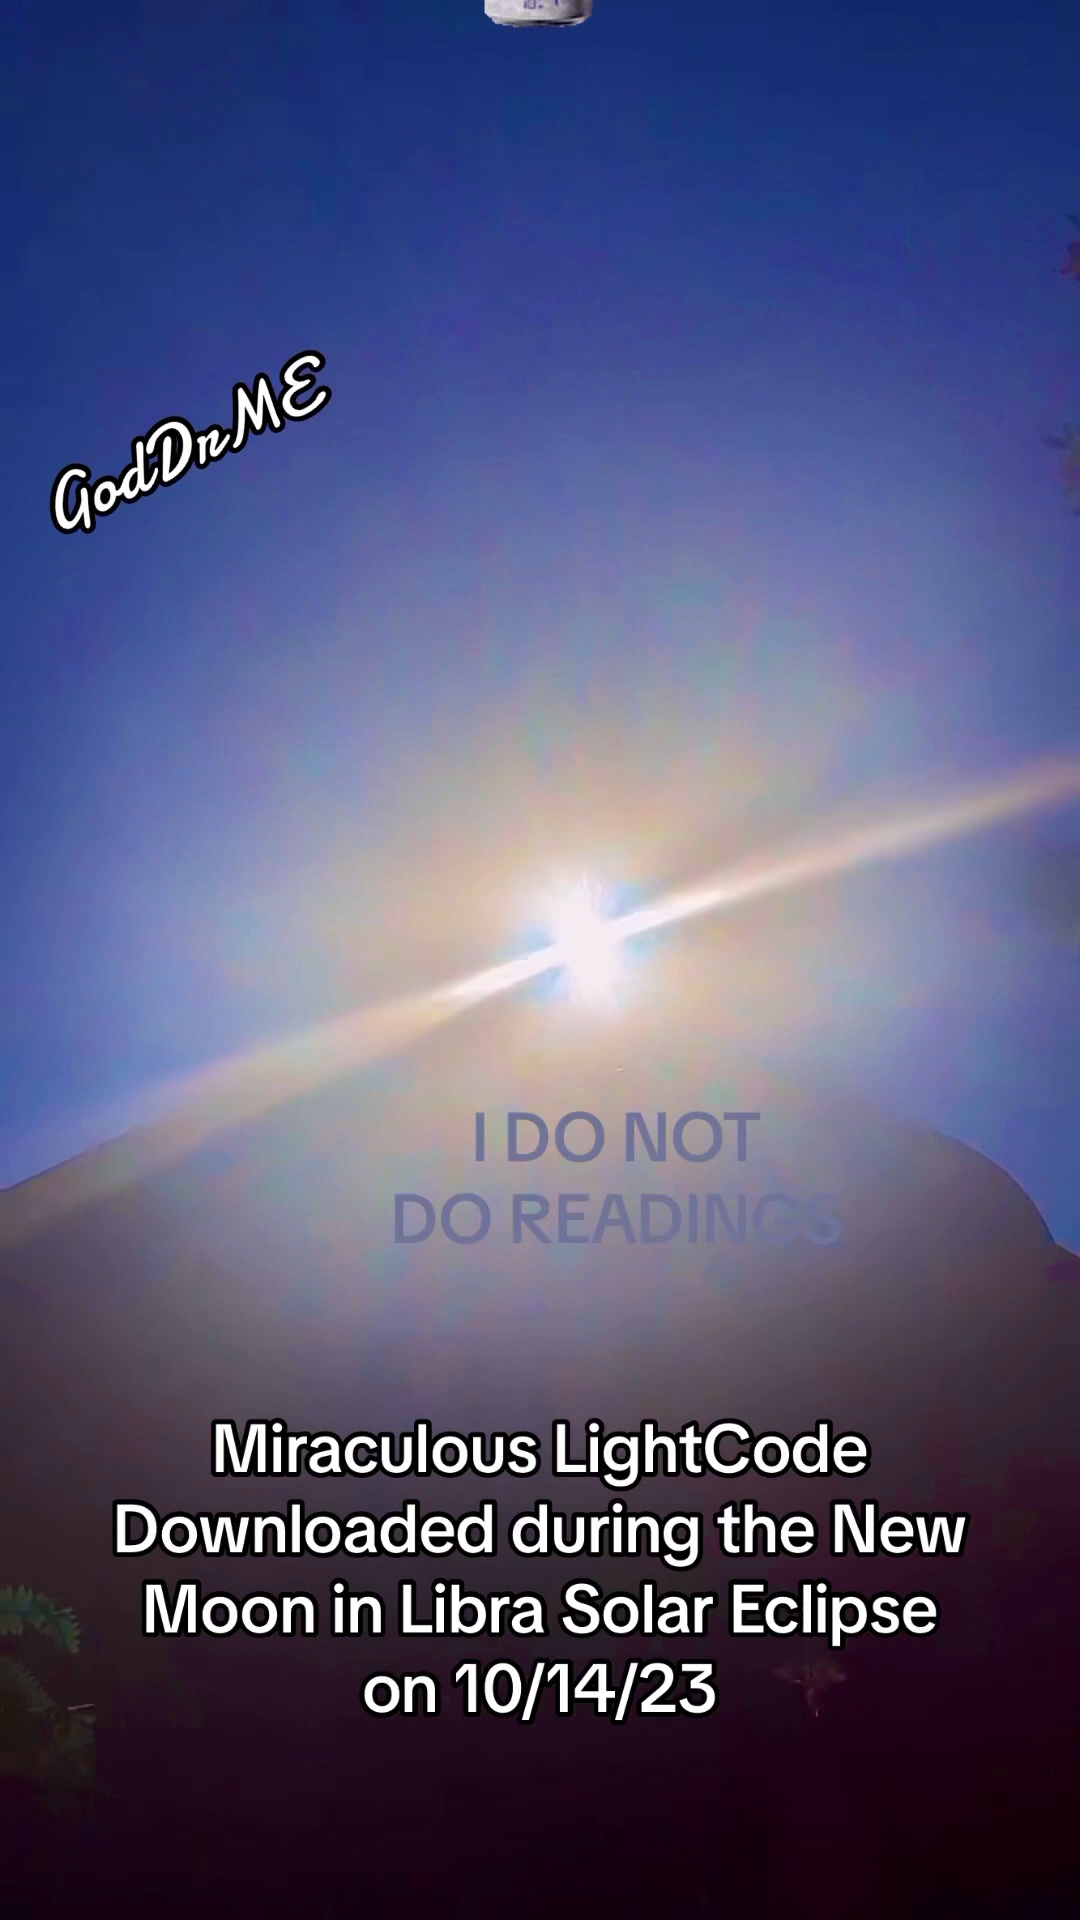 GodDrME
I DO NOT
DO READINGS
Miraculous LightCode
Downloaded during the New
Moon in Libra Solar Eclipse
on 10/14/23